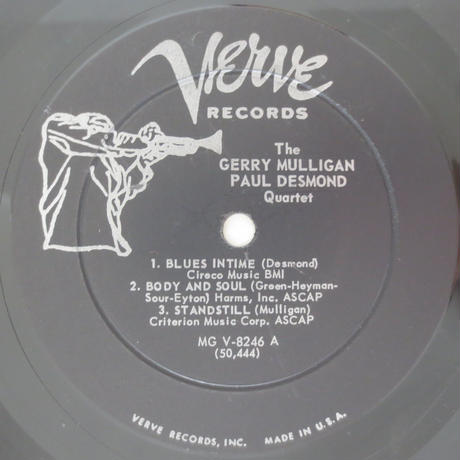 Verve
RECORDS
The
GERRY MULLIGAN
PAUL DESMOND
Quartet
1. BLUES INTIME (Desmond)
Cireco Music BMI
2. BODY AND SOUL (Green-Heyman-
Sour-Eyton) Harms, Inc. ASCAP
3. STANDSTILL (Mulligan)
Criterion Music Corp. ASCAP
MG V-8246 A
(50,444)
VERVE RECORDS, INC. MADE IN U.S.A.